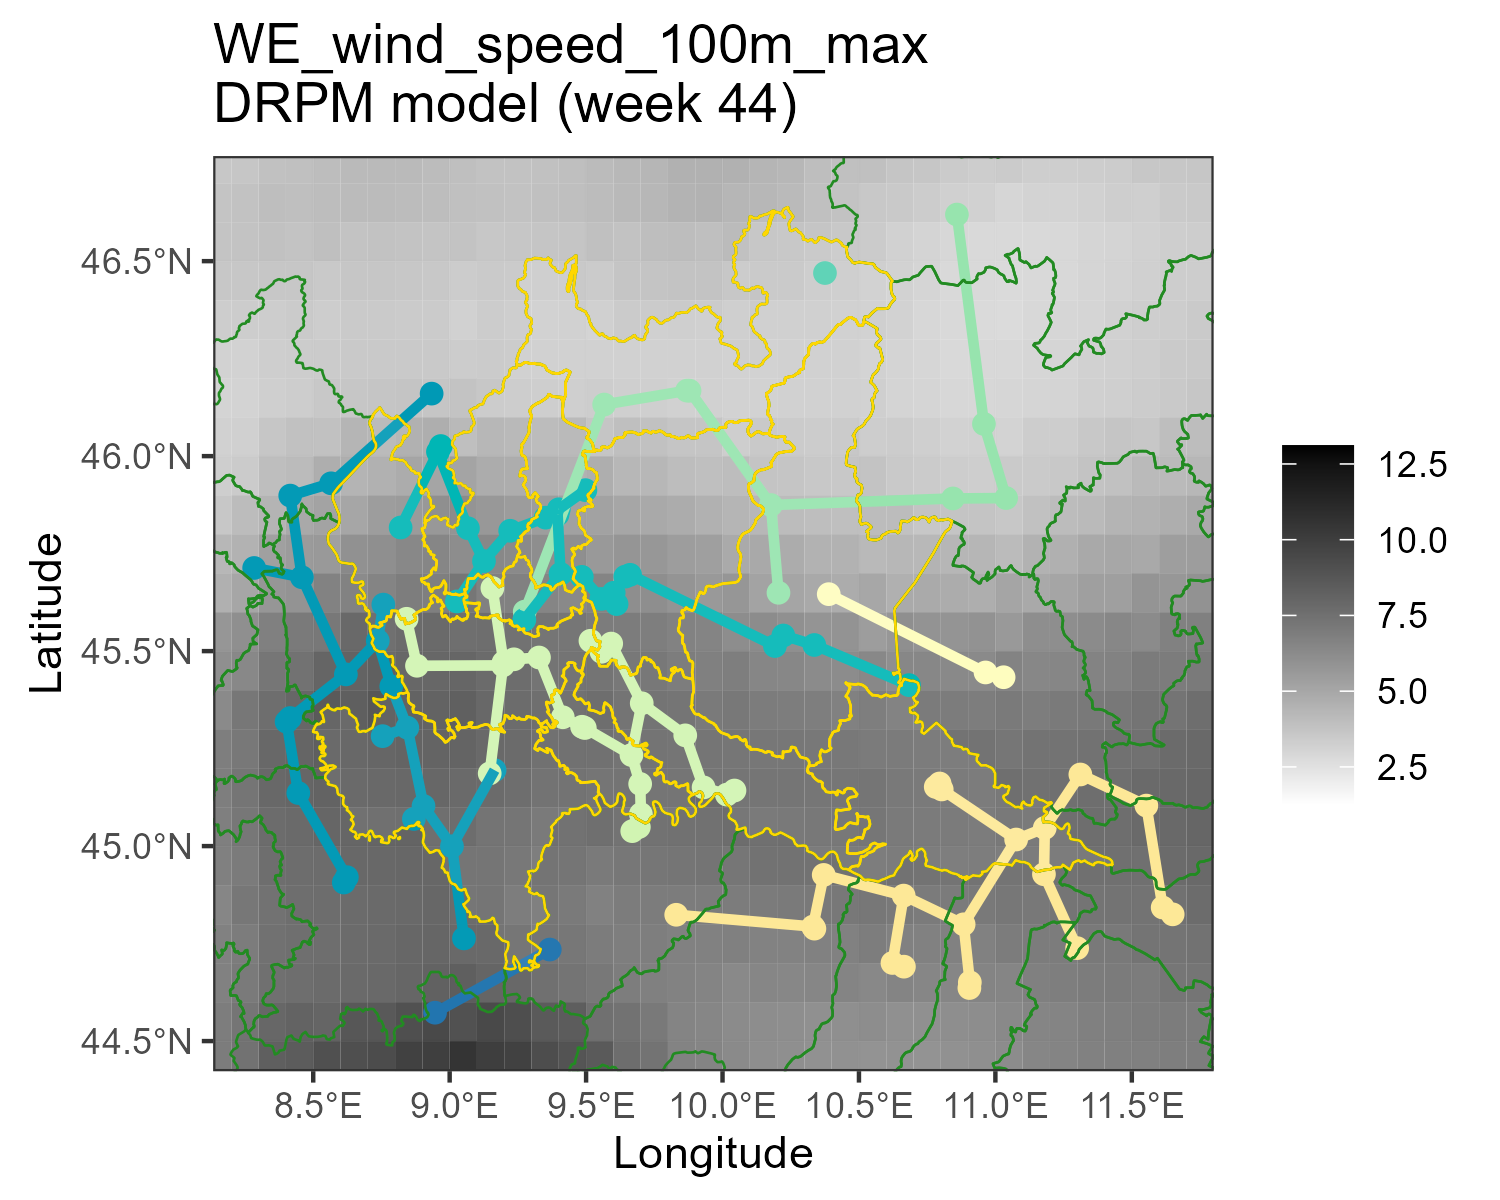 WE_wind_speed_100m_max
DRPM model (week 44)
46.5°N
46.0°N
45.5°N
45.0°N
44.5°N
Latitude
8.5°E 9.0°E 9.5°E 10.0°E 10.5°E 11.0°E 11.5°E
Longitude
12.5
10.0
7.5
5.0
2.5